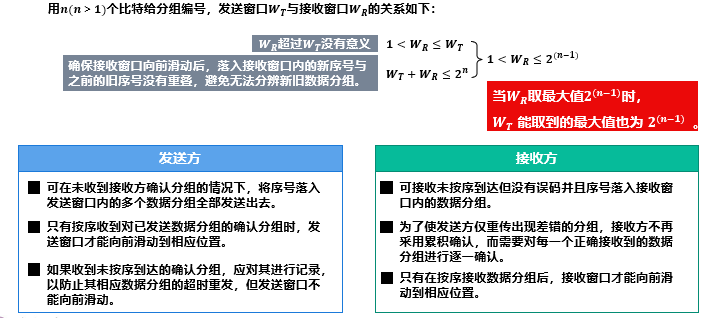 用n(n > 1)个比特给分组编号，发送窗口W_T与接收窗口W_R的关系如下：
W_R超过W_T没有意义
1 < W_R ≤ W_T
确保接收窗口向前滑动后，落入接收窗口内的新序号与
之前的旧序号没有重叠，避免无法分辨新旧数据分组。
W_T + W_R ≤ 2^n
1 < W_R ≤ 2^(n−1)
当W_R取最大值2^(n−1)时，
W_T 能取到的最大值也为 2^(n−1) 。
发送方
可在未收到接收方确认分组的情况下，将序号落入
发送窗口内的多个数据分组全部发送出去。
只有按序收到对已发送数据分组的确认分组时，发
送窗口才能向前滑动到相应位置。
如果收到未按序到达的确认分组，应对其进行记录，
以防止其相应数据分组的超时重发，但发送窗口不
能向前滑动。
接收方
可接收未按序到达但没有误码并且序号落入接收窗
口内的数据分组。
为了使发送方仅重传出现差错的分组，接收方不再
采用累积确认，而需要对每一个正确接收到的数据
分组进行逐一确认。
只有在按序接收数据分组后，接收窗口才能向前滑
动到相应位置。